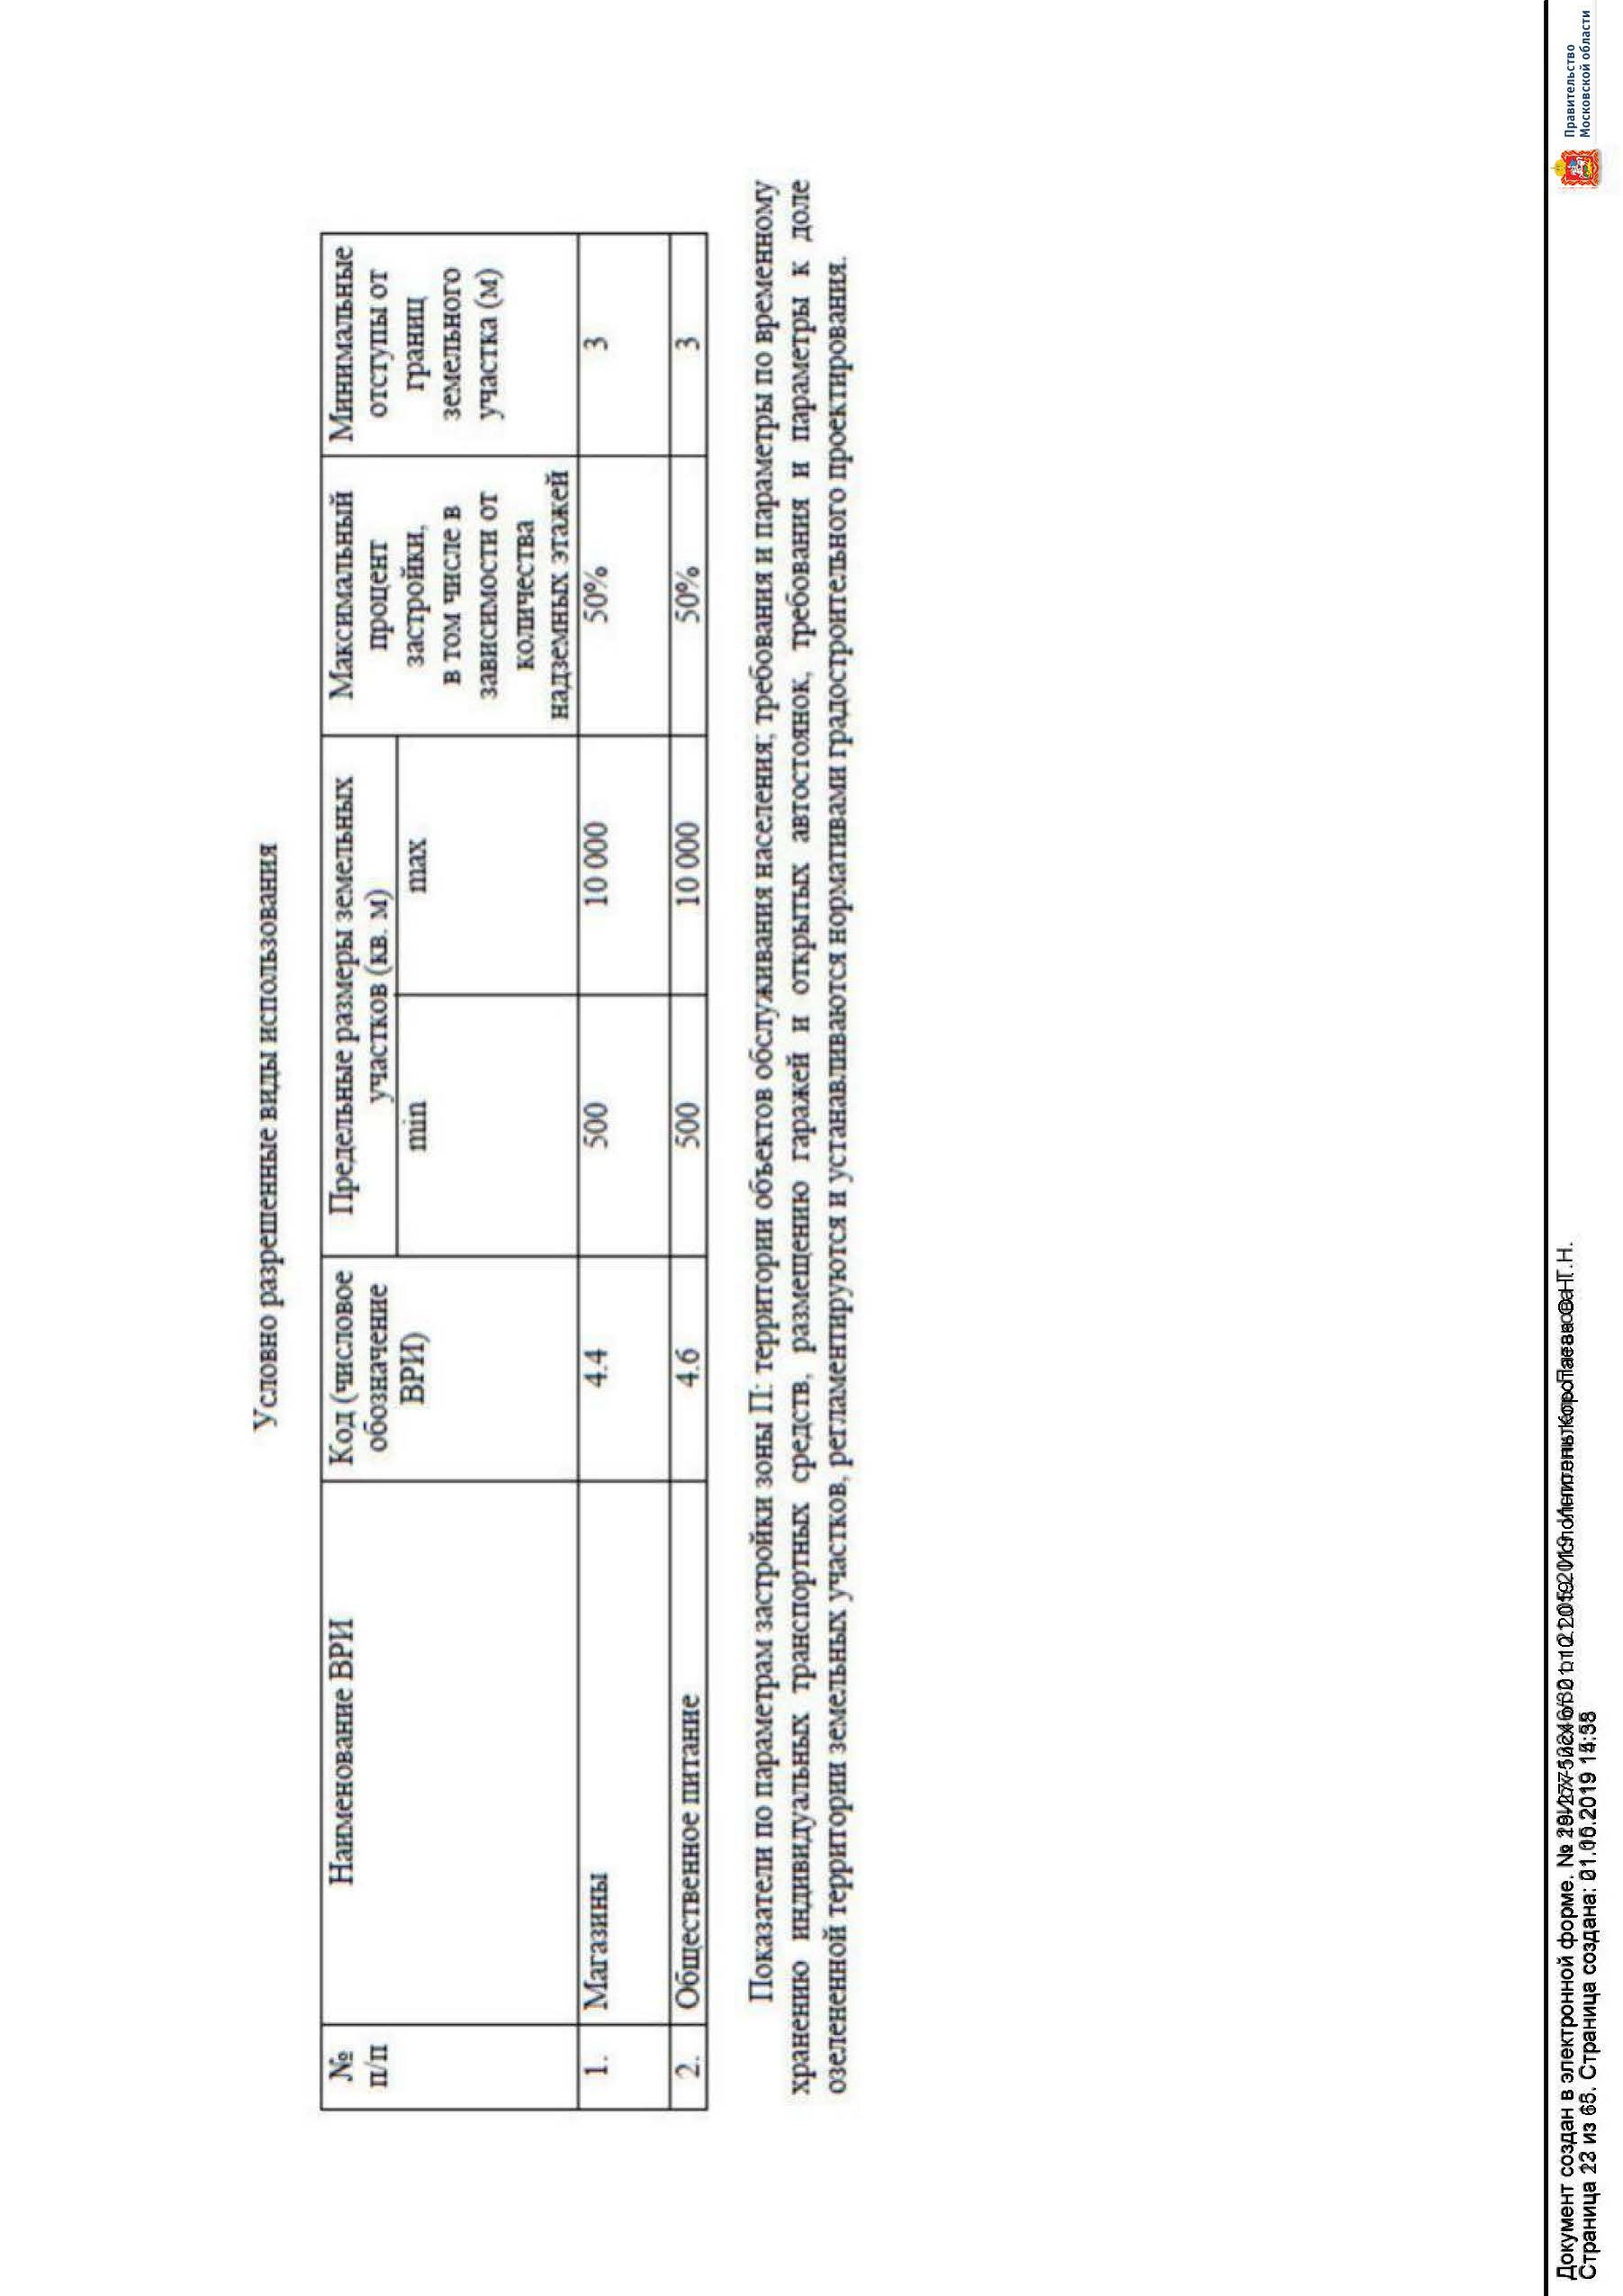 Условно разрешенные виды использования
№
п/п
Наименование ВРИ
Код (числовое
обозначение
ВРИ)
Предельные размеры земельных
участков (кв. м)
min
max
Максимальный
процент
застройки,
в том числе в
зависимости от
количества
надземных этажей
Минимальные
отступы от
границ
земельного
участка (м)
1.
Магазины
4.4
500
10 000
50%
3
2.
Общественное питание
4.6
500
10 000
50%
3
Показатели по параметрам застройки зоны П: территории объектов обслуживания населения; требования и параметры по временному
хранению индивидуальных транспортных средств, размещению гаражей и открытых автостоянок, требования и параметры к доле
озелененной территории земельных участков, регламентируются и устанавливаются нормативами градостроительного проектирования.
Документ создан в электронной форме. №
Страница из Страница создана:
Правительство
Московской области